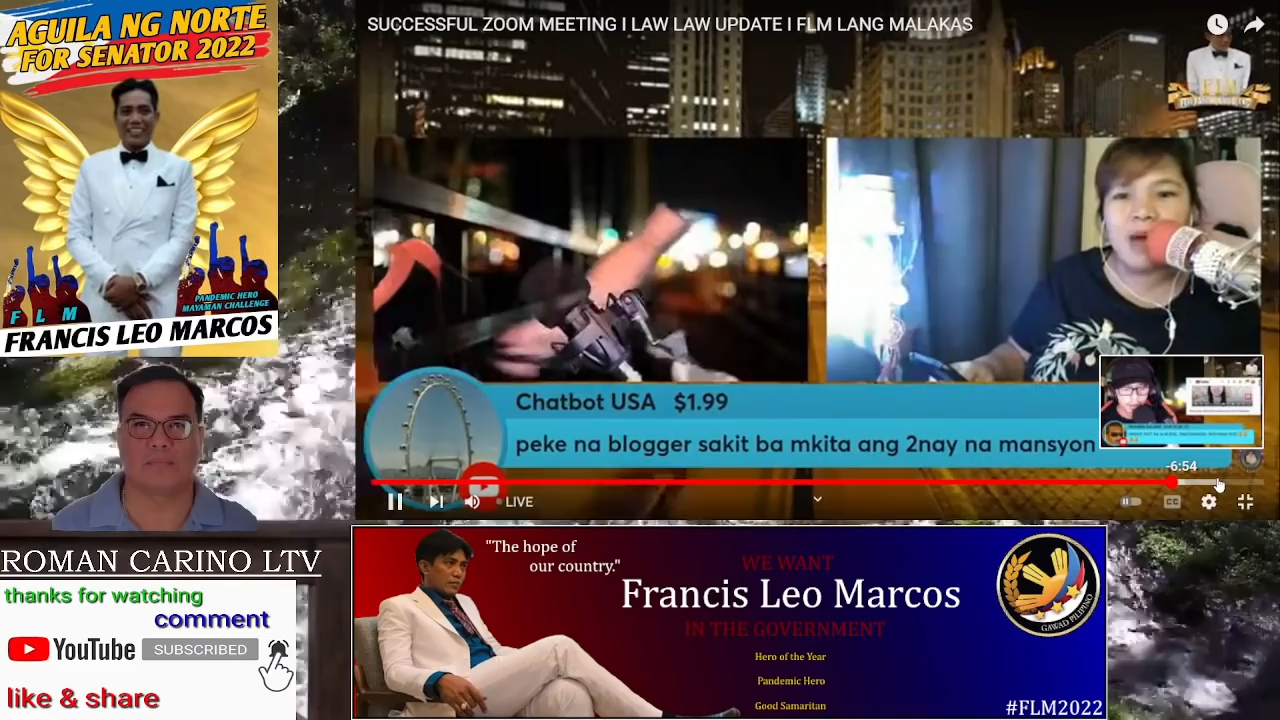 AGUILA NG NORTE
FOR SENATOR 2022
F L M
PANDEMIC HERO
MAYAMAN CHALLENGE
FRANCIS LEO MARCOS
SUCCESSFUL ZOOM MEETING I LAW LAW UPDATE I FLM LANG MALAKAS
FLM
Chatbot USA $1.99
peke na blogger sakit ba mkita ang 2nay na mansyon
-6:54
LIVE
CC
ROMAN CARINO LTV
thanks for watching
comment
YouTube SUBSCRIBED
like & share
"The hope of
our country."
WE WANT
Francis Leo Marcos
IN THE GOVERNMENT
Hero of the Year
Pandemic Hero
Good Samaritan
GAWAD PILIPINO
#FLM2022